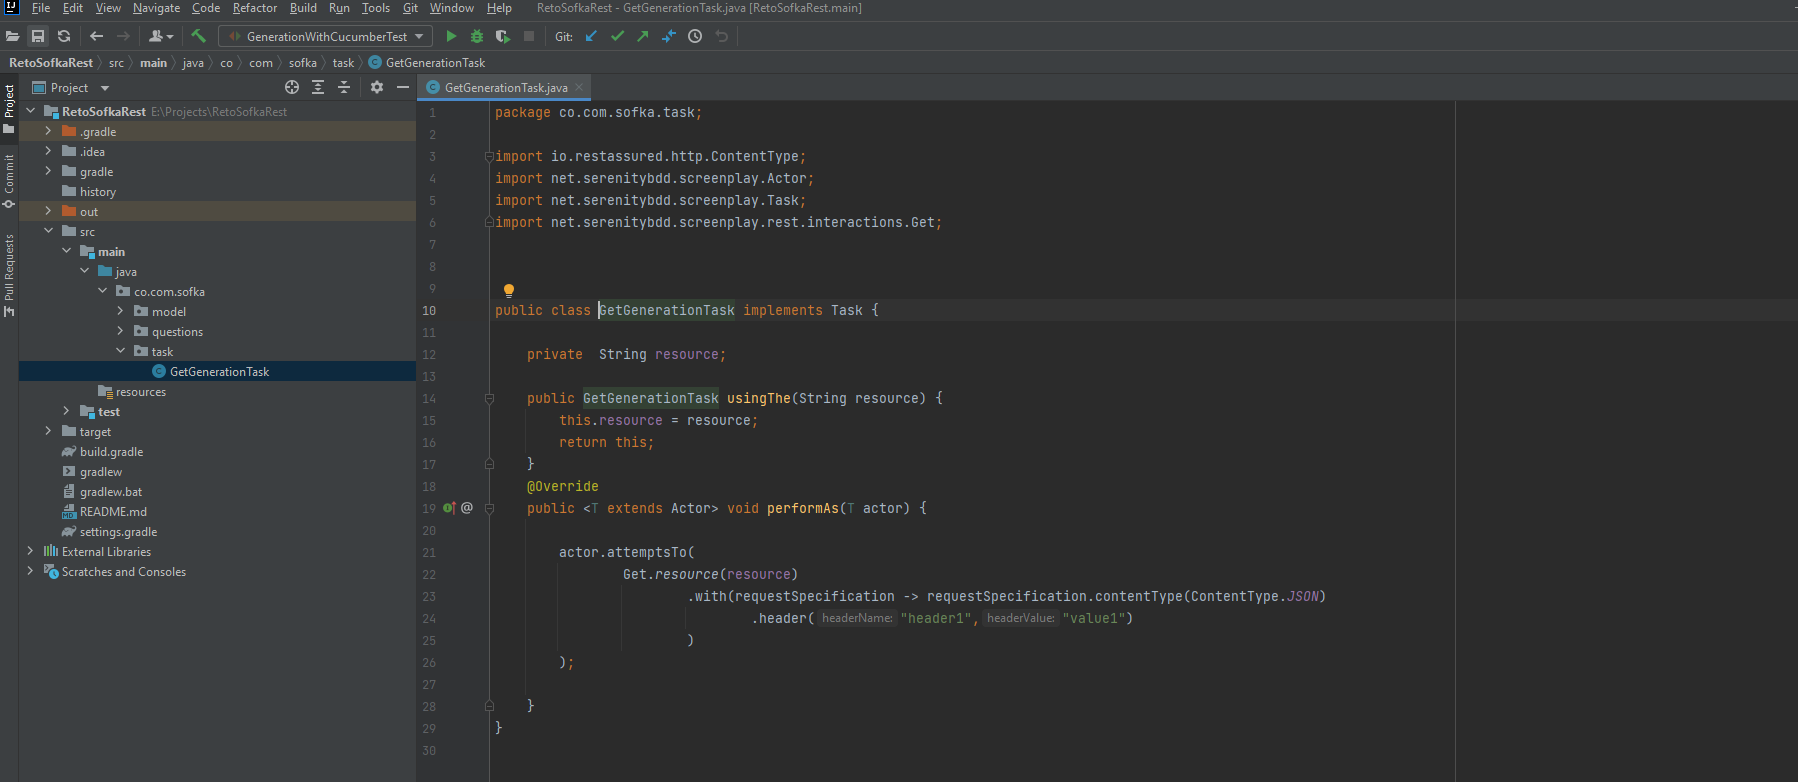 IJ File Edit View Navigate Code Refactor Build Run Tools Git Window Help RetoSofkaRest - GetGenerationTask.java [RetoSofkaRest.main]
GenerationWithCucumberTest Git:
RetoSofkaRest src main java co com sofka task GetGenerationTask
Project
Commit
Pull Requests
Project
RetoSofkaRest E:\Projects\RetoSofkaRest
.gradle
.idea
gradle
history
out
src
main
java
co.com.sofka
model
questions
task
GetGenerationTask
resources
test
target
build.gradle
gradlew
gradlew.bat
README.md
settings.gradle
External Libraries
Scratches and Consoles
GetGenerationTask.java
1 package co.com.sofka.task;
2
3 import io.restassured.http.ContentType;
4 import net.serenitybdd.screenplay.Actor;
5 import net.serenitybdd.screenplay.Task;
6 import net.serenitybdd.screenplay.rest.interactions.Get;
7
8
9
10 public class GetGenerationTask implements Task {
11
12 private  String resource;
13
14 public GetGenerationTask usingThe(String resource) {
15 this.resource = resource;
16 return this;
17 }
18 @Override
19 @ public <T extends Actor> void performAs(T actor) {
20
21 actor.attemptsTo(
22 Get.resource(resource)
23 .with(requestSpecification -> requestSpecification.contentType(ContentType.JSON)
24 .header( headerName: "header1", headerValue: "value1")
25 )
26 );
27
28 }
29 }
30